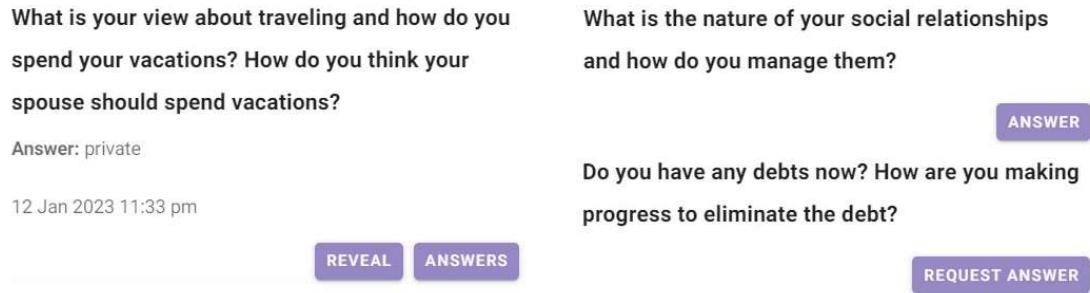 What is your view about traveling and how do you
spend your vacations? How do you think your
spouse should spend vacations?
Answer: private
12 Jan 2023 11:33 pm
REVEAL ANSWERS
What is the nature of your social relationships
and how do you manage them?
ANSWER
Do you have any debts now? How are you making
progress to eliminate the debt?
REQUEST ANSWER